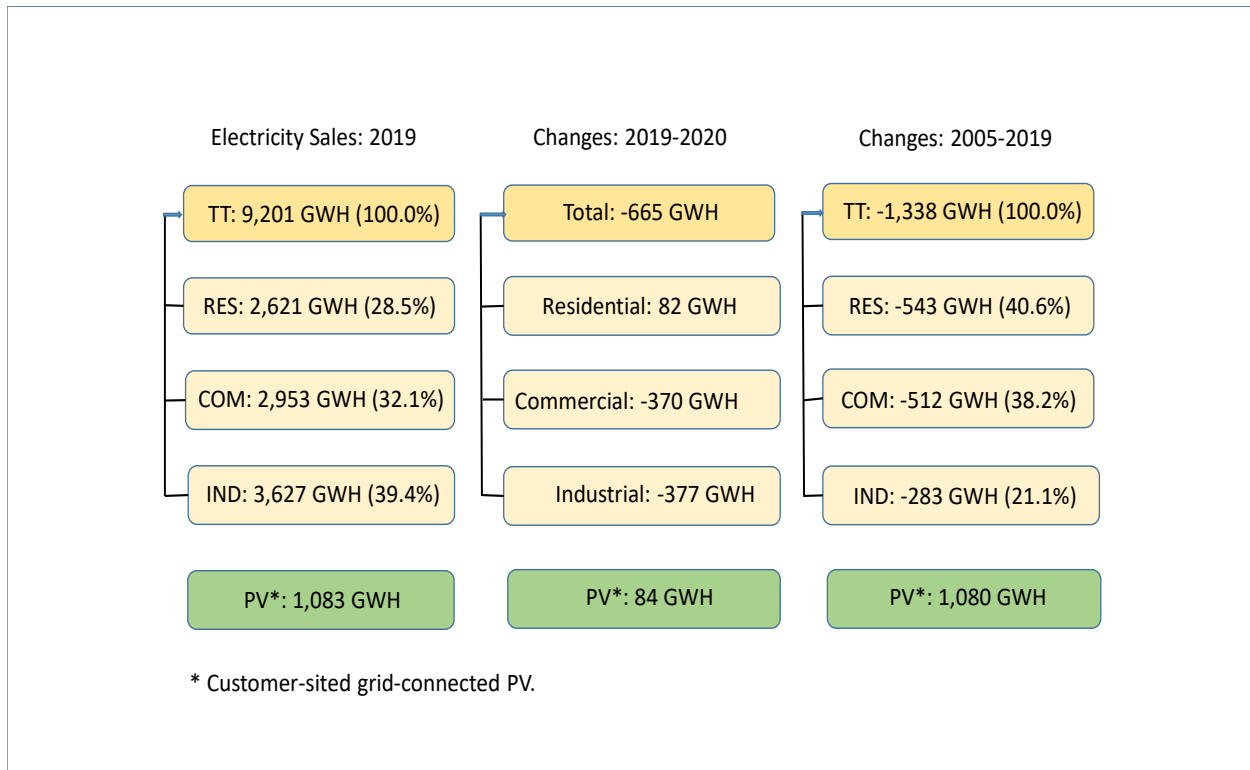 Electricity Sales: 2019
TT: 9,201 GWH (100.0%)
RES: 2,621 GWH (28.5%)
COM: 2,953 GWH (32.1%)
IND: 3,627 GWH (39.4%)
PV*: 1,083 GWH
Changes: 2019-2020
Total: -665 GWH
Residential: 82 GWH
Commercial: -370 GWH
Industrial: -377 GWH
PV*: 84 GWH
Changes: 2005-2019
TT: -1,338 GWH (100.0%)
RES: -543 GWH (40.6%)
COM: -512 GWH (38.2%)
IND: -283 GWH (21.1%)
PV*: 1,080 GWH
* Customer-sited grid-connected PV.